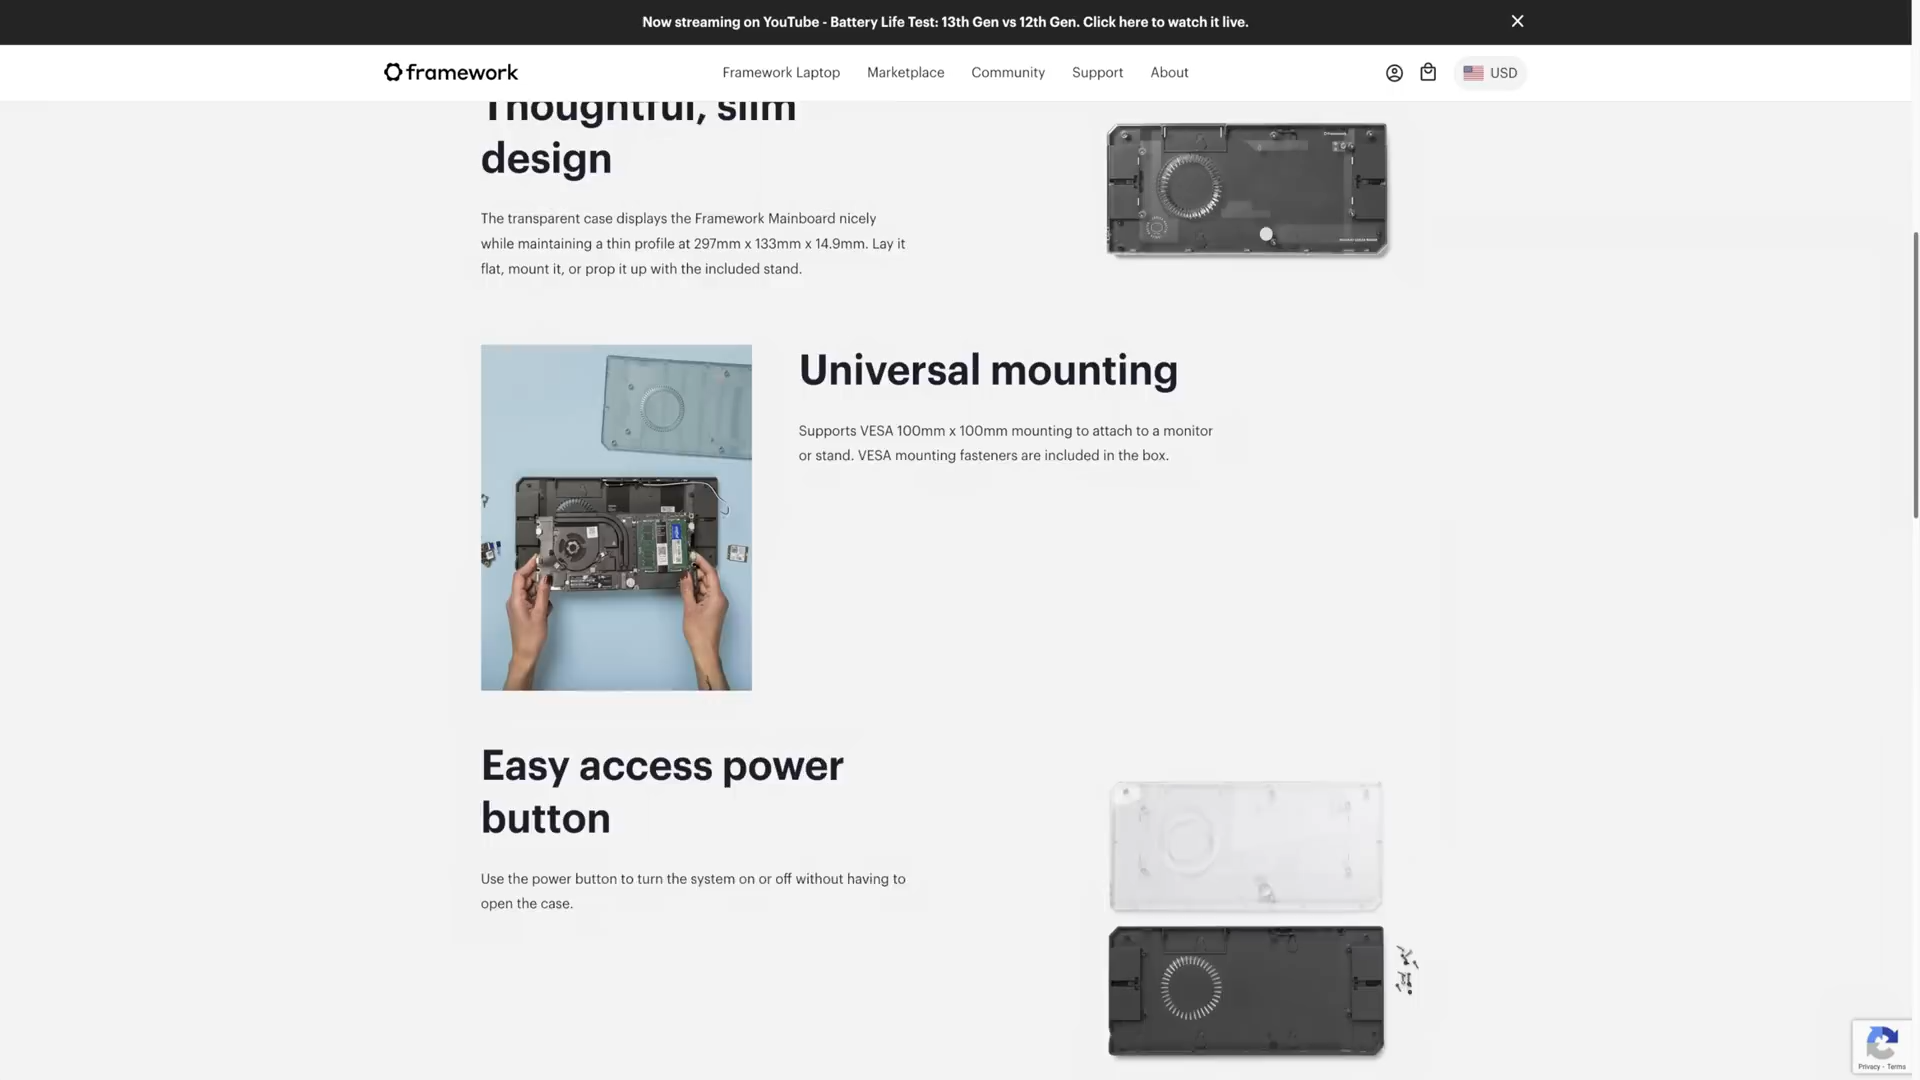 Now streaming on YouTube - Battery Life Test: 13th Gen vs 12th Gen. Click here to watch it live.
framework
Framework Laptop
Marketplace
Community
Support
About
USD
Thoughtful, slim
design
The transparent case displays the Framework Mainboard nicely
while maintaining a thin profile at 297mm x 133mm x 14.9mm. Lay it
flat, mount it, or prop it up with the included stand.
Universal mounting
Supports VESA 100mm x 100mm mounting to attach to a monitor
or stand. VESA mounting fasteners are included in the box.
Easy access power
button
Use the power button to turn the system on or off without having to
open the case.
Privacy - Terms